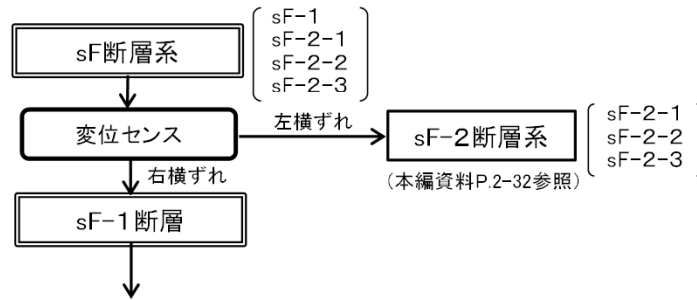 sF断層系
sF-1
sF-2-1
sF-2-2
sF-2-3
変位センス
左横ずれ
sF-2断層系
sF-2-1
sF-2-2
sF-2-3
(本編資料P.2-32参照)
右横ずれ
sF-1断層